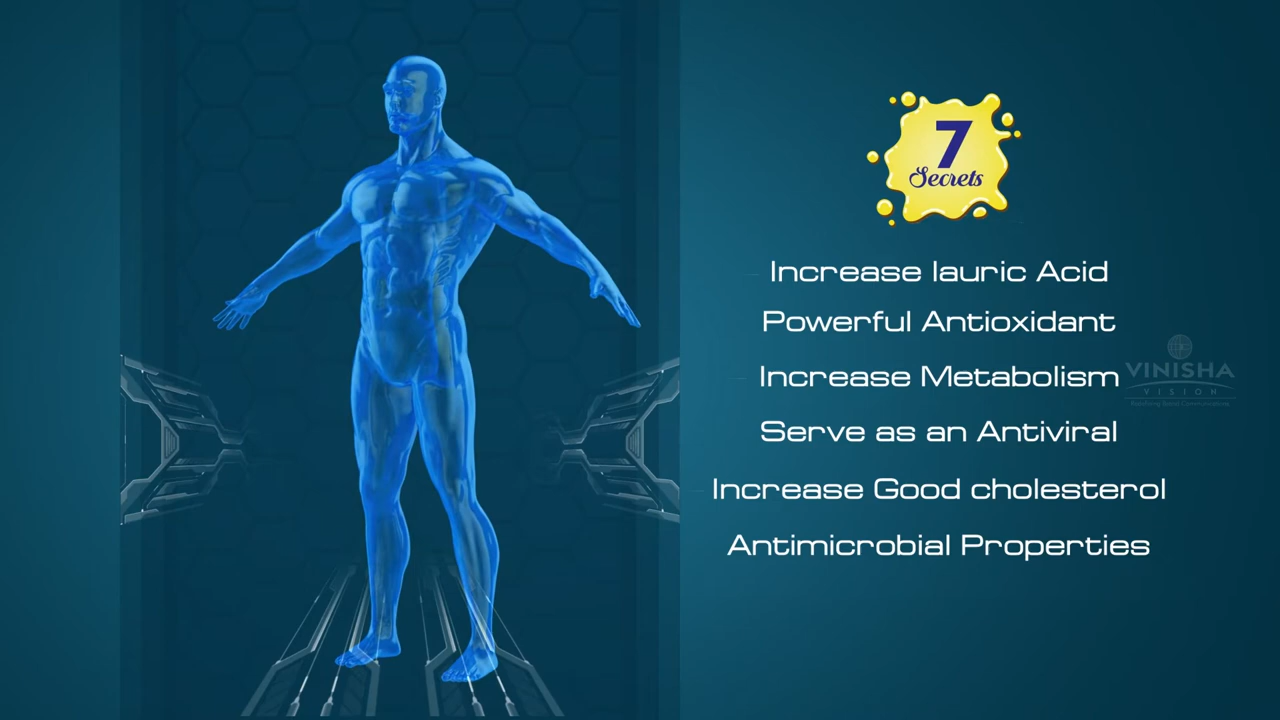 7
Secrets
Increase lauric Acid
Powerful Antioxidant
Increase Metabolism
Serve as an Antiviral
Increase Good cholesterol
Antimicrobial Properties
VINISHA
VISION